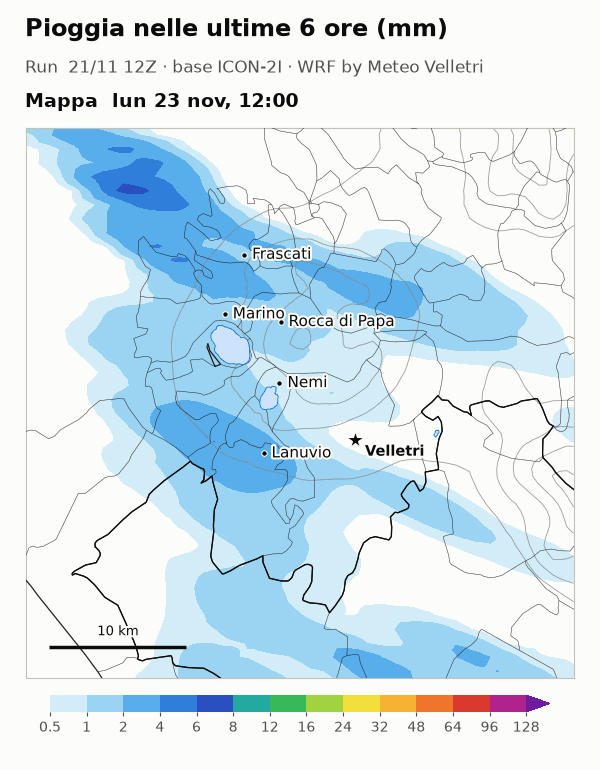 Pioggia nelle ultime 6 ore (mm)
Run  21/11 12Z · base ICON-2I · WRF by Meteo Velletri
Mappa  lun 23 nov, 12:00
Frascati
Marino
Rocca di Papa
Nemi
Velletri
Lanuvio
10 km
0.5 1 2 4 6 8 12 16 24 32 48 64 96 128